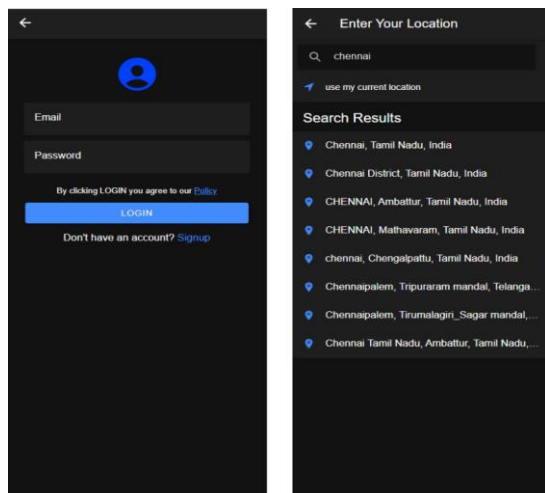 Email
Password
By clicking LOGIN you agree to our Policy
LOGIN
Don't have an account? Signup
Enter Your Location
chennai
use my current location
Search Results
Chennai, Tamil Nadu, India
Chennai District, Tamil Nadu, India
CHENNAI, Ambattur, Tamil Nadu, India
CHENNAI, Mathavaram, Tamil Nadu, India
chennai, Chengalpattu, Tamil Nadu, India
Chennaipalem, Tripuraram mandal, Telanga...
Chennaipalem, Tirumalagiri_Sagar mandal,...
Chennai Tamil Nadu, Ambattur, Tamil Nadu,...